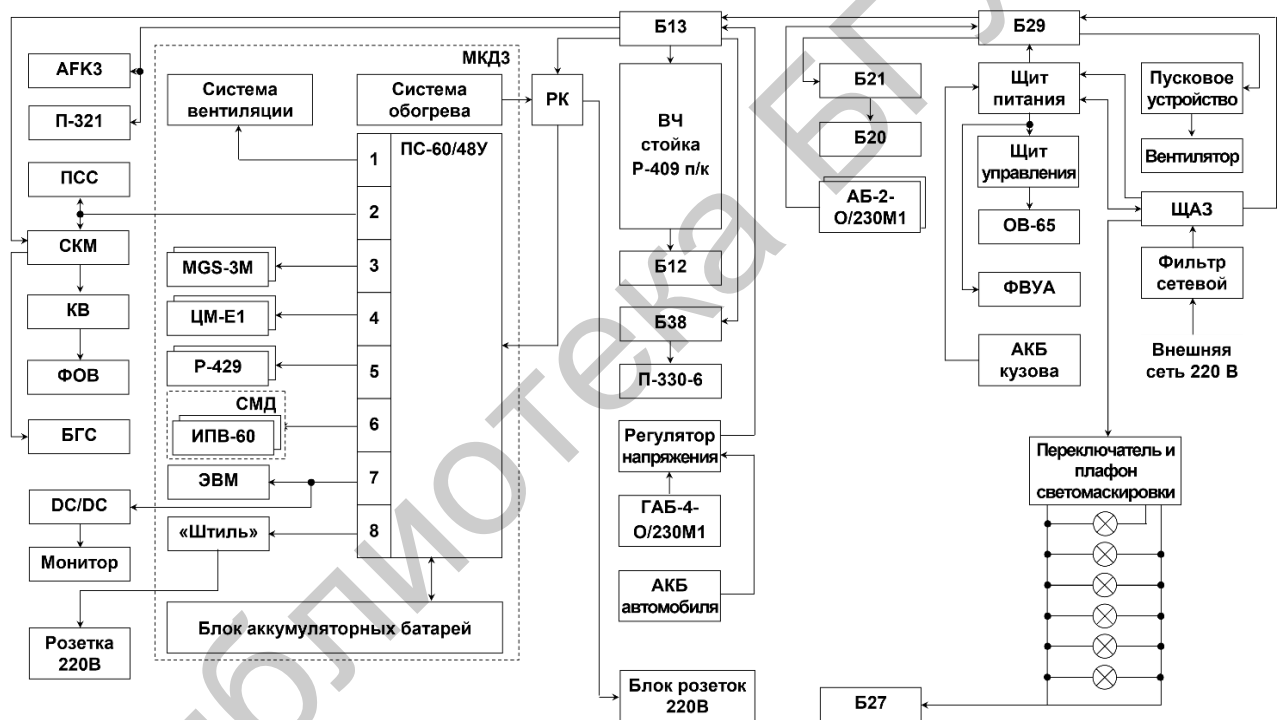 Б13
Б29
МКДЗ
AFK3
П-321
Система
вентиляции
Система
обогрева
РК
ВЧ
стойка
Р-409 п/к
Б21
Б20
АБ-2-
О/230М1
Щит
питания
Щит
управления
ОВ-65
Пусковое
устройство
Вентилятор
ПСС
СКМ
КВ
ФОВ
БГС
ПС-60/48У
1
2
3
4
5
6
7
8
MGS-3M
ЦМ-Е1
Р-429
СМД
ИПВ-60
ЭВМ
«Штиль»
DC/DC
Монитор
Розетка
220В
Блок аккумуляторных батарей
Б12
Б38
П-330-6
Регулятор
напряжения
ГАБ-4-
О/230М1
АКБ
автомобиля
Блок розеток
220В
ЩАЗ
Фильтр
сетевой
Внешняя
сеть 220 В
ФВУА
АКБ
кузова
Переключатель и
плафон
светомаскировки
Б27
Библиотека БГУ